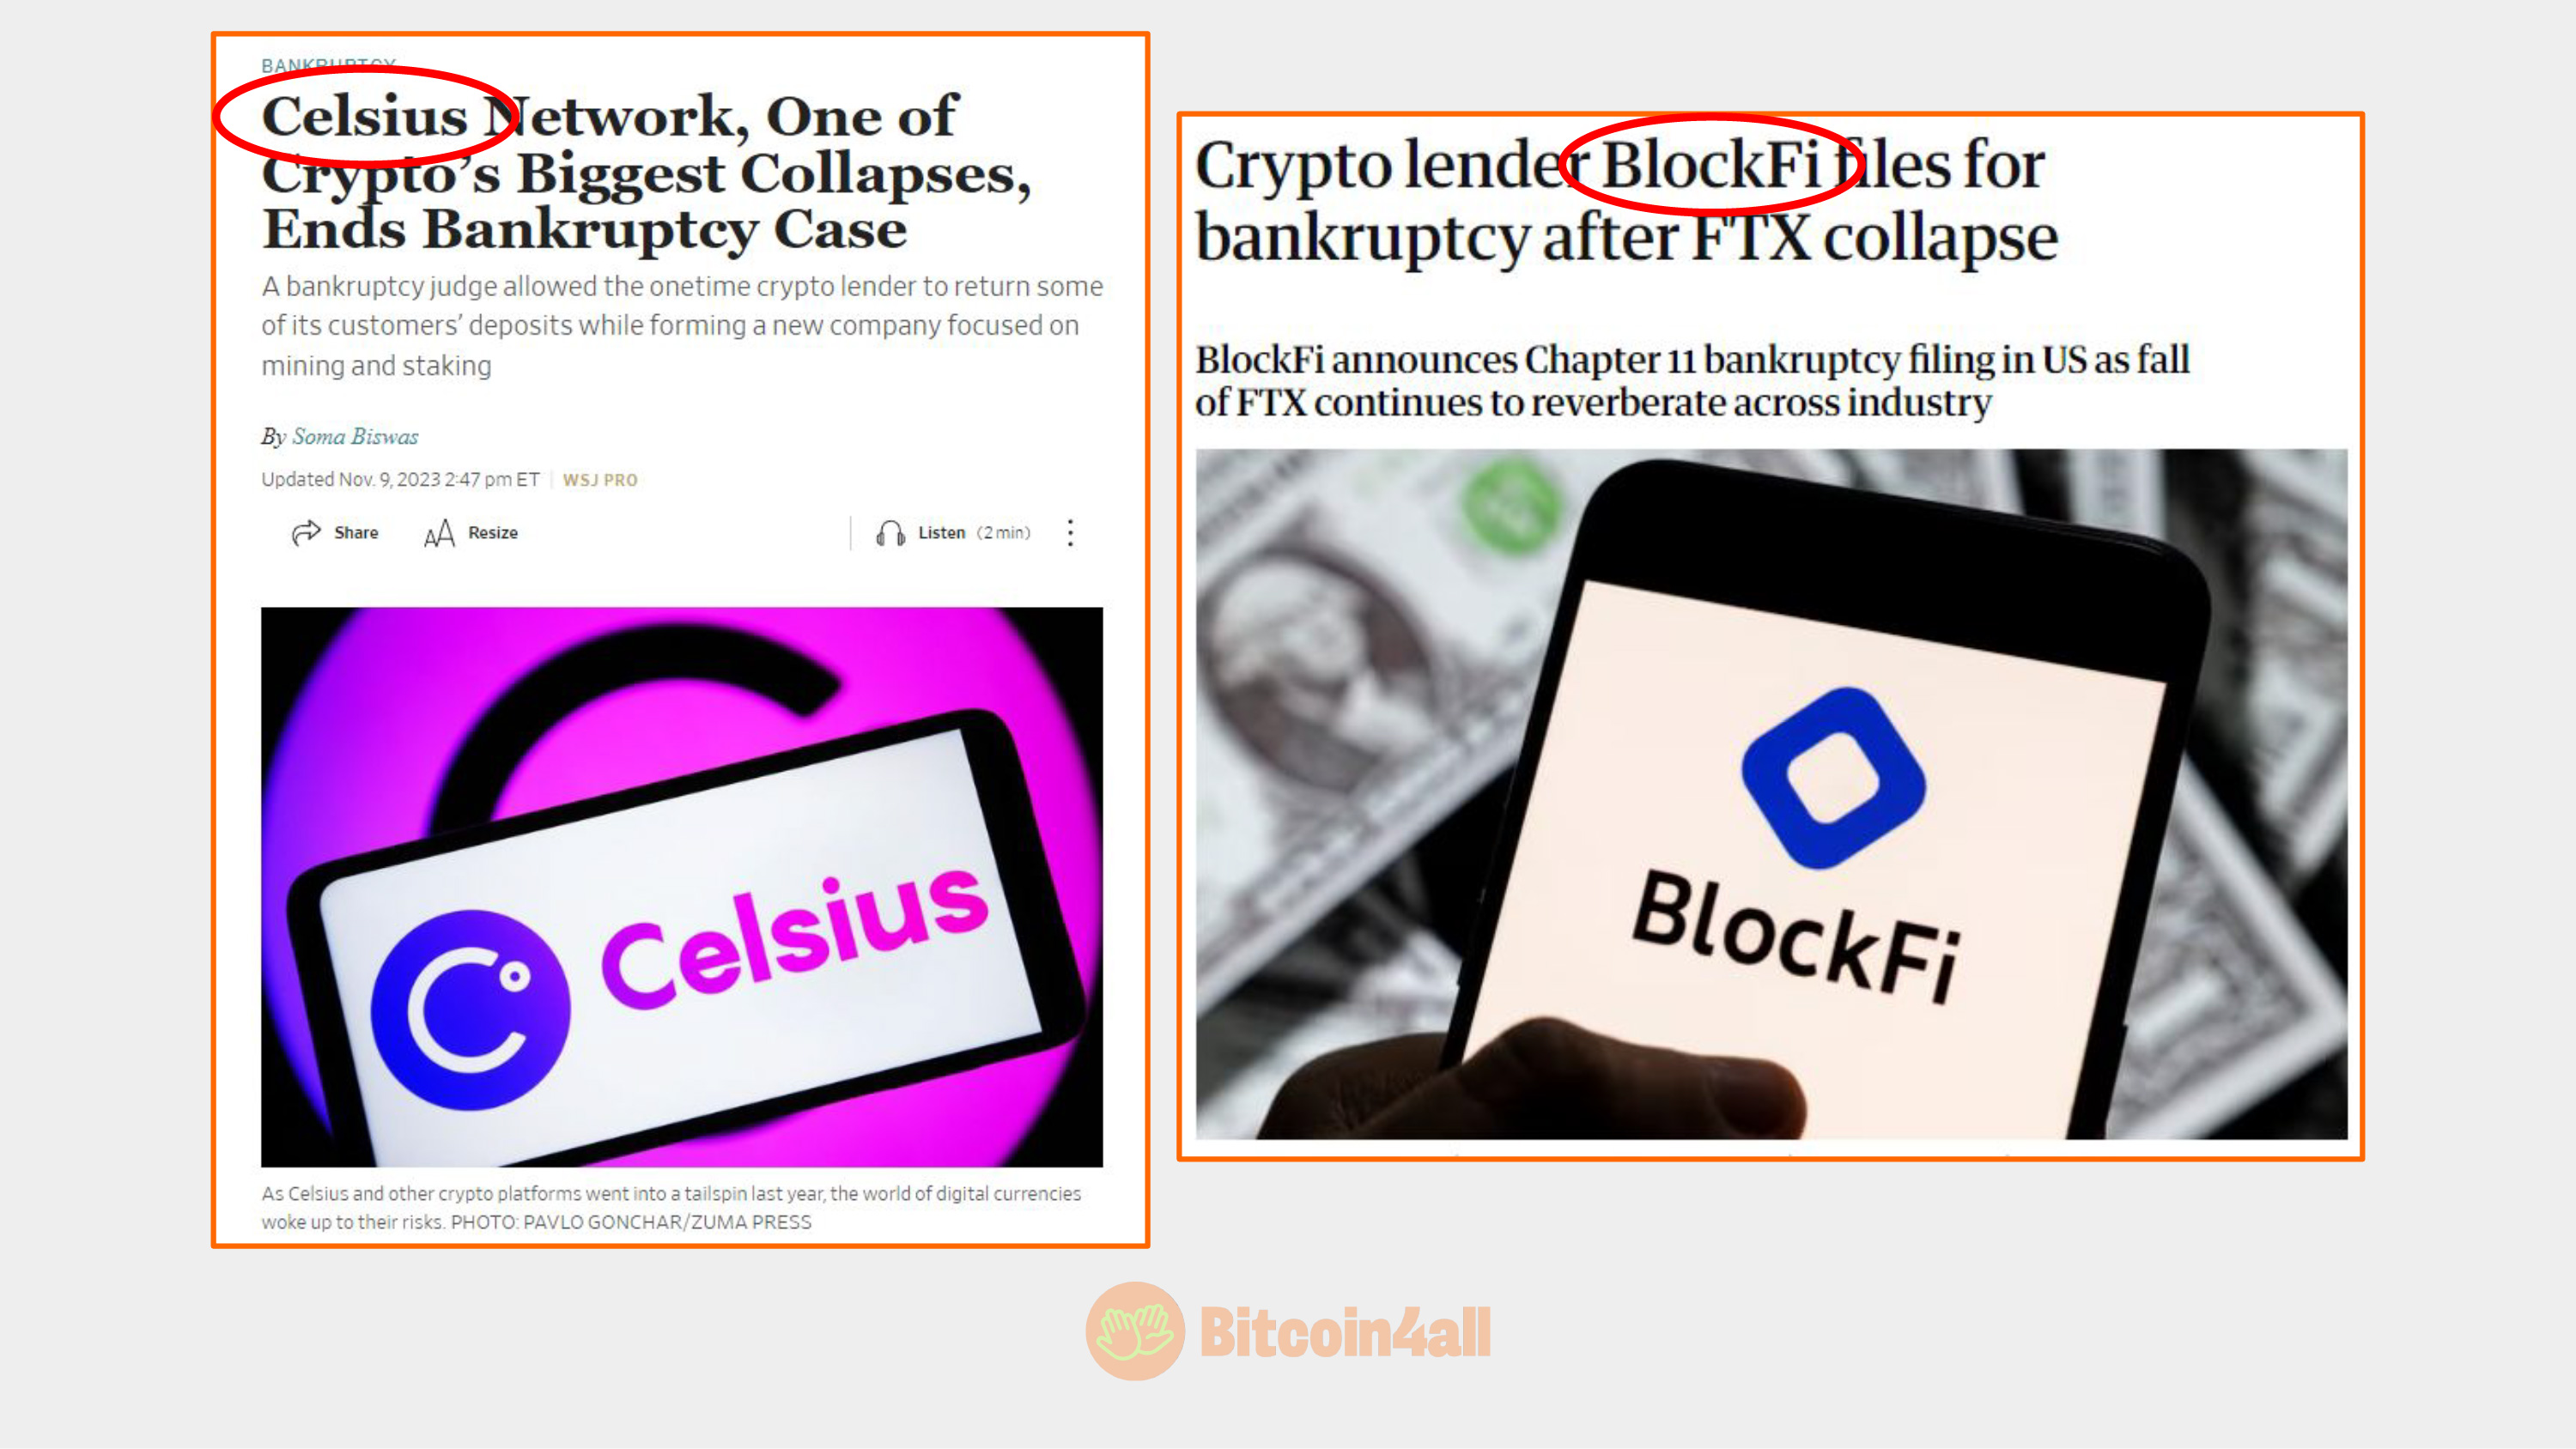 BANKRUPTCY
Celsius Network, One of
Crypto's Biggest Collapses,
Ends Bankruptcy Case
A bankruptcy judge allowed the onetime crypto lender to return some
of its customers' deposits while forming a new company focused on
mining and staking
By Soma Biswas
Updated Nov. 9, 2023 2:47 pm ET | WSJ PRO
Share Resize Listen (2 min)
Celsius
As Celsius and other crypto platforms went into a tailspin last year, the world of digital currencies
woke up to their risks. PHOTO: PAVLO GONCHAR/ZUMA PRESS
Crypto lender BlockFi files for
bankruptcy after FTX collapse
BlockFi announces Chapter 11 bankruptcy filing in US as fall
of FTX continues to reverberate across industry
BlockFi
Bitcoin4all